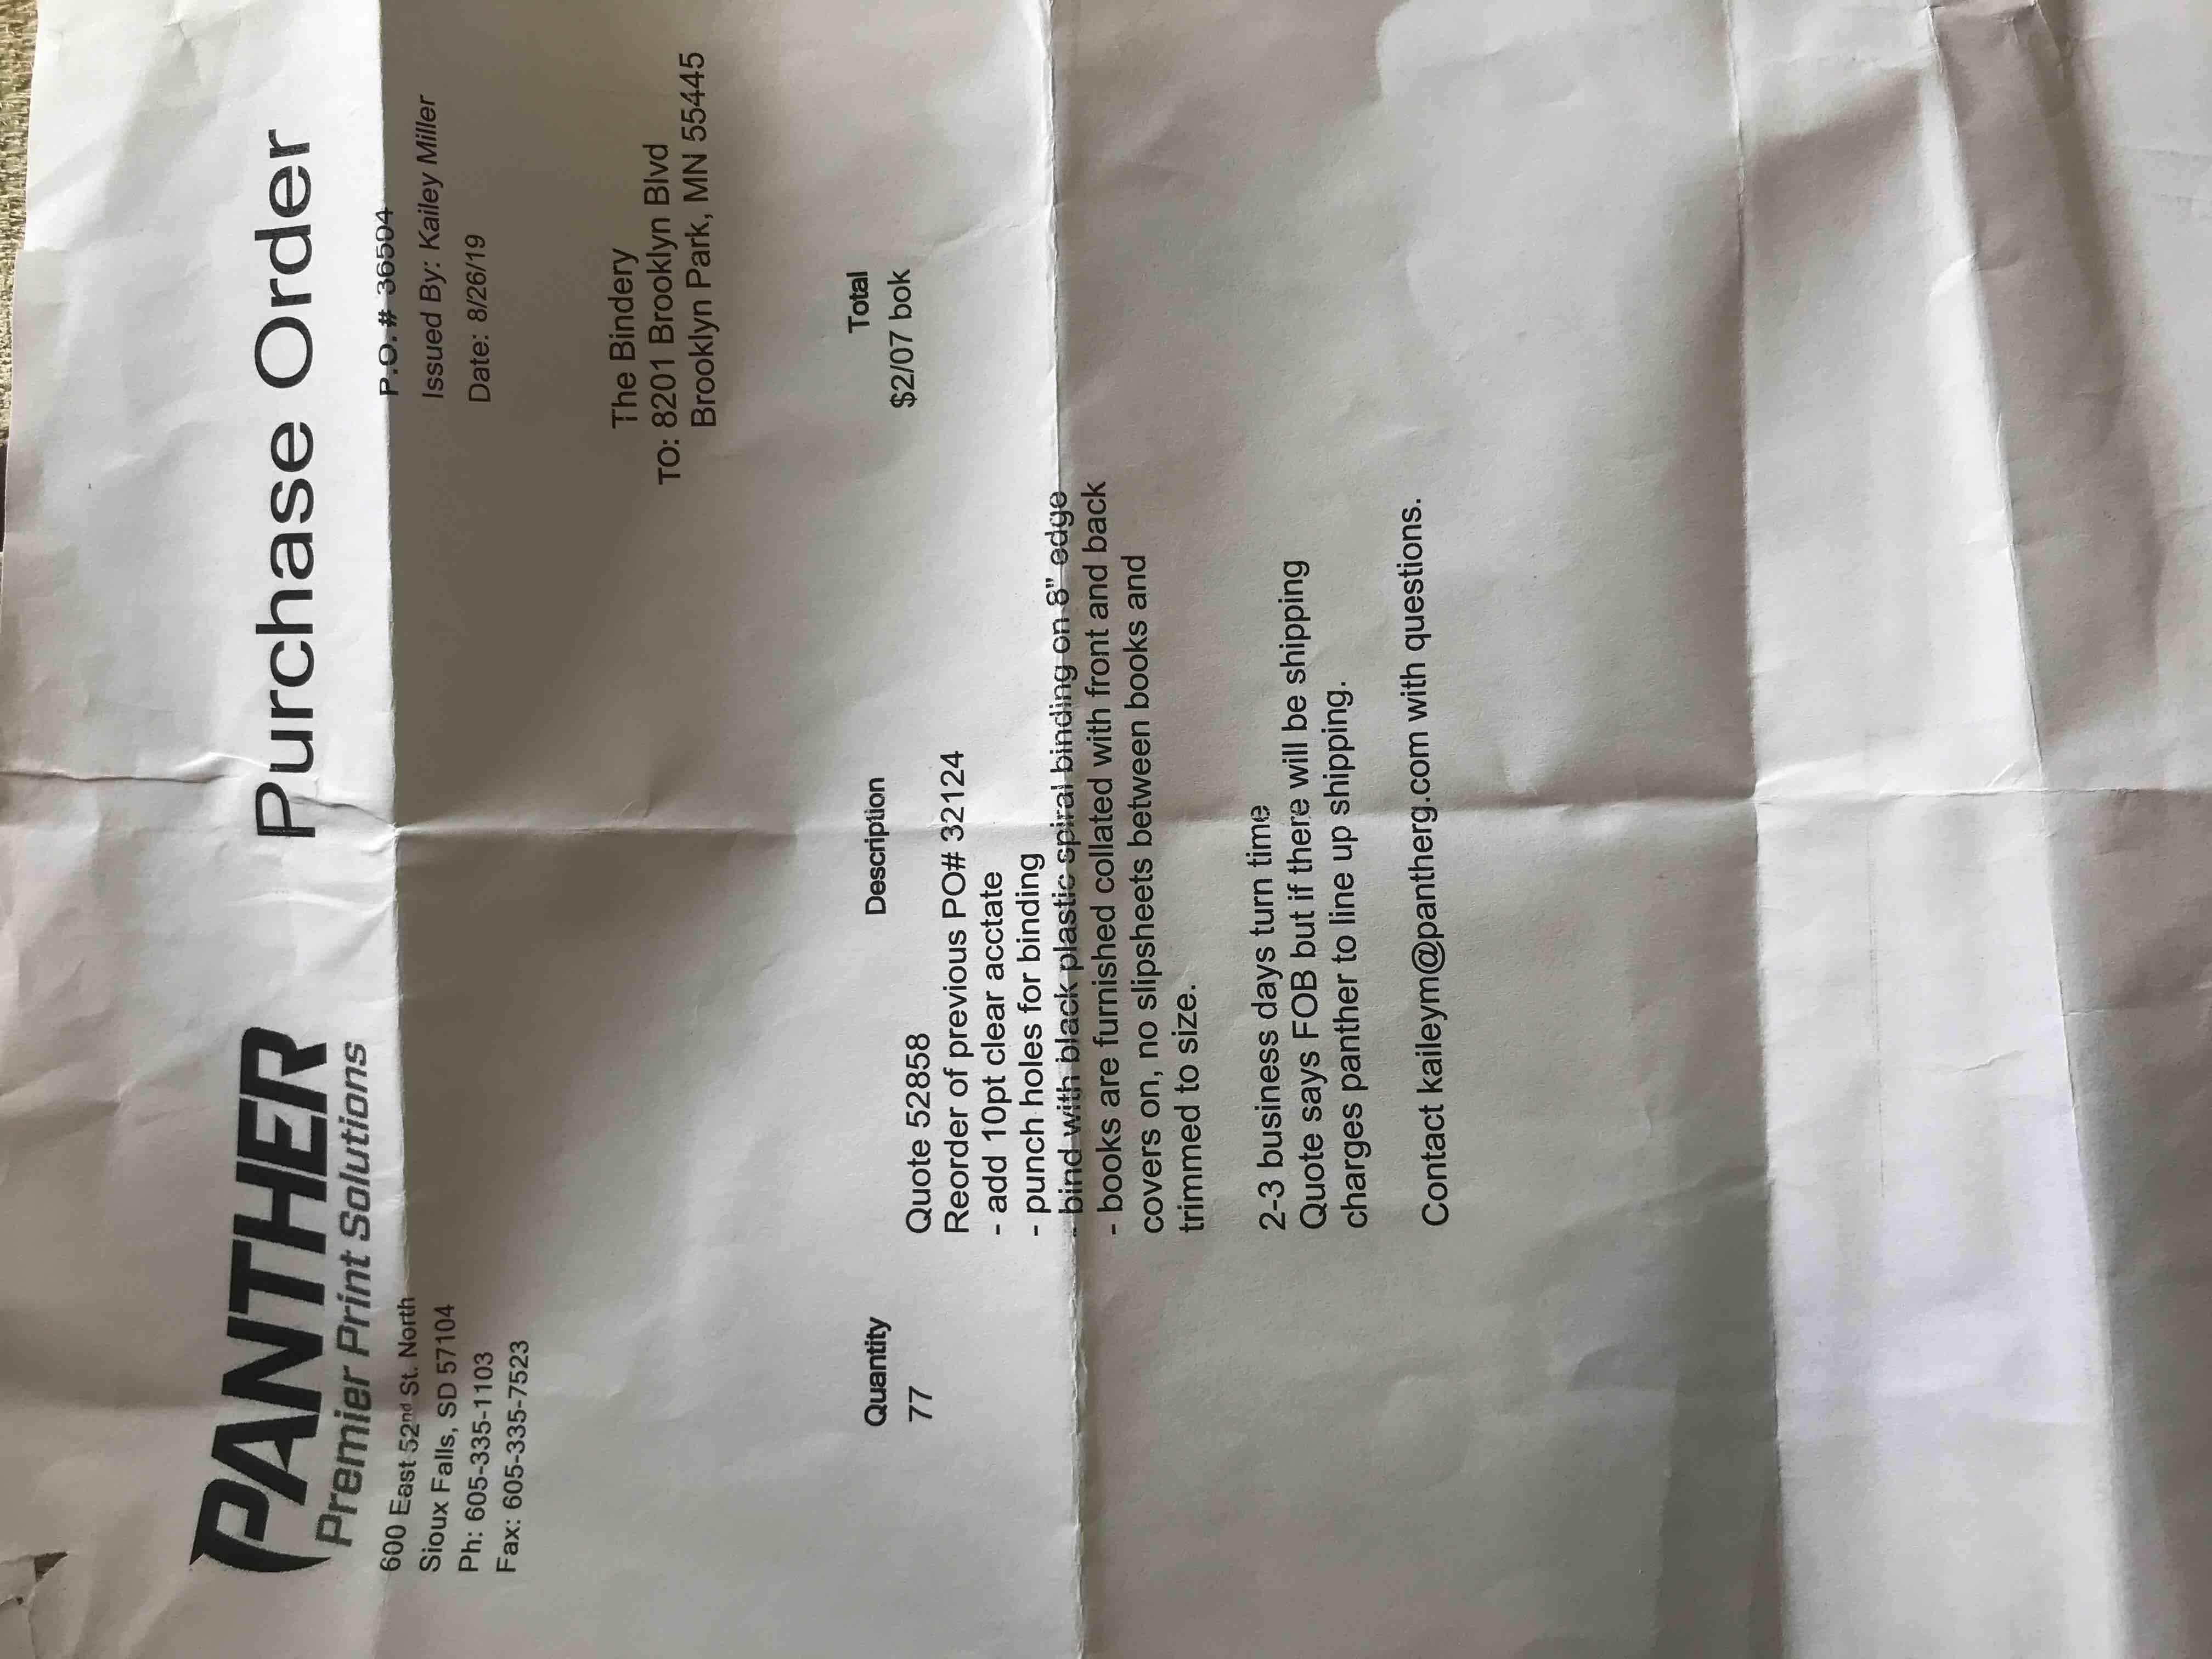 PANTHER
Premier Print Solutions
Purchase Order
600 East 52nd St. North
Sioux Falls, SD 57104
Ph: 605-335-1103
Fax: 605-335-7523
P.O. # 36504
Issued By: Kailey Miller
Date: 8/26/19
The Bindery
TO: 8201 Brooklyn Blvd
Brooklyn Park, MN 55445
Quantity Description Total
77 Quote 52858 $2/07 bok
Reorder of previous PO# 32124
- add 10pt clear acctate
- punch holes for binding
- bind with black plastic spiral binding on 8" edge
- books are furnished collated with front and back
covers on, no slipsheets between books and
trimmed to size.
2-3 business days turn time
Quote says FOB but if there will be shipping
charges panther to line up shipping.
Contact kaileym@pantherg.com with questions.